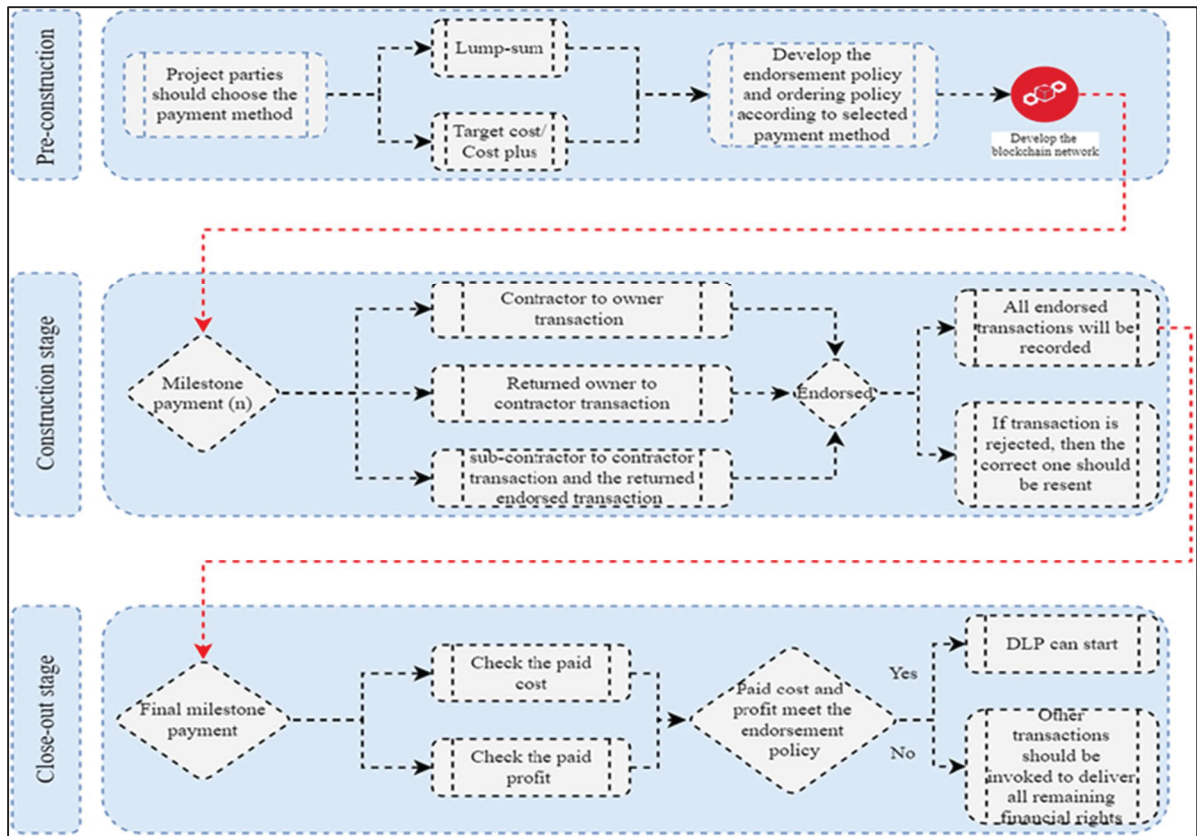 Pre-construction
Project parties
should choose the
payment method
Lump-sum
Target cost/
Cost plus
Develop the
endorsement policy
and ordering policy
according to selected
payment method
Develop the
blockchain network
Construction stage
Milestone
payment (n)
Contractor to owner
transaction
Returned owner to
contractor transaction
sub-contractor to contractor
transaction and the returned
endorsed transaction
Endorsed
All endorsed
transactions will be
recorded
If transaction is
rejected, then the
correct one should
be resent
Close-out stage
Final milestone
payment
Check the paid
cost
Check the paid
profit
Paid cost and
profit meet the
endorsement
policy
Yes
No
DLP can start
Other
transactions
should be
invoked to deliver
all remaining
financial rights